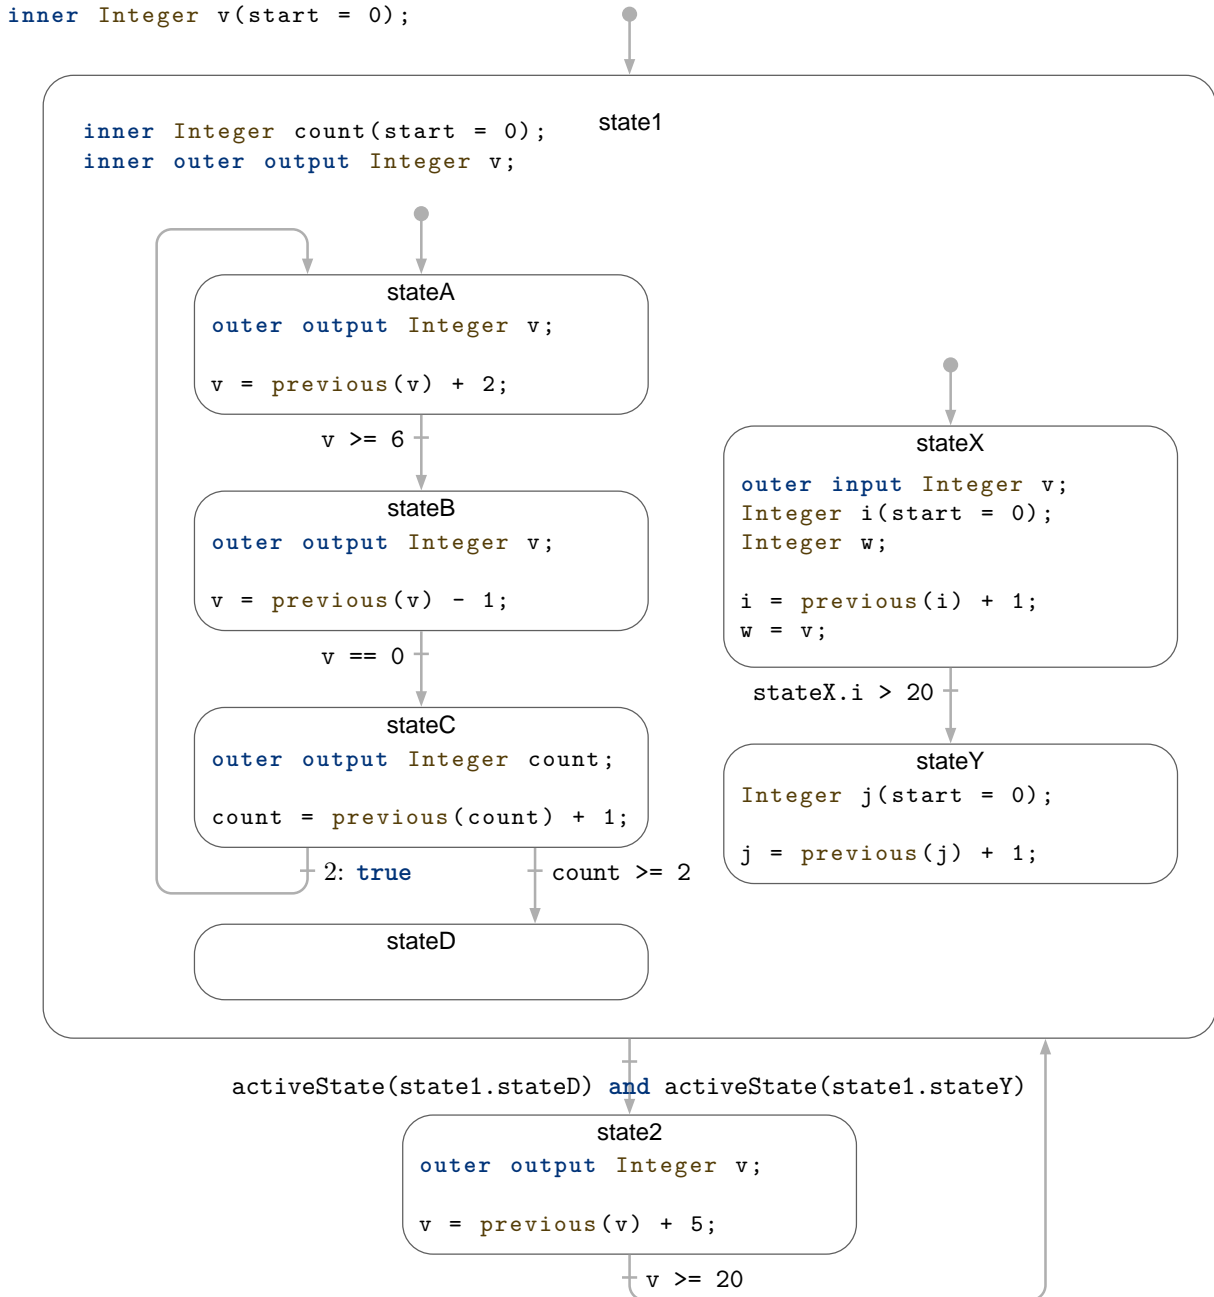 inner Integer v(start = 0);
state1
inner Integer count(start = 0);
inner outer output Integer v;
stateA
outer output Integer v;
v = previous(v) + 2;
v >= 6
stateB
outer output Integer v;
v = previous(v) - 1;
v == 0
stateC
outer output Integer count;
count = previous(count) + 1;
2: true
count >= 2
stateD
stateX
outer input Integer v;
Integer i(start = 0);
Integer w;
i = previous(i) + 1;
w = v;
stateX.i > 20
stateY
Integer j(start = 0);
j = previous(j) + 1;
activeState(state1.stateD) and activeState(state1.stateY)
state2
outer output Integer v;
v = previous(v) + 5;
v >= 20